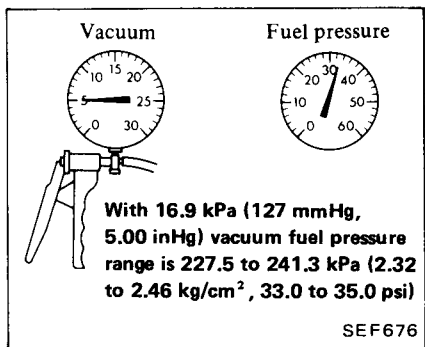 Vacuum
Fuel pressure
10 15 20
5 25
0 30
20 30 40
10 50
0 60
With 16.9 kPa (127 mmHg,
5.00 inHg) vacuum fuel pressure
range is 227.5 to 241.3 kPa (2.32
to 2.46 kg/cm², 33.0 to 35.0 psi)
SEF676